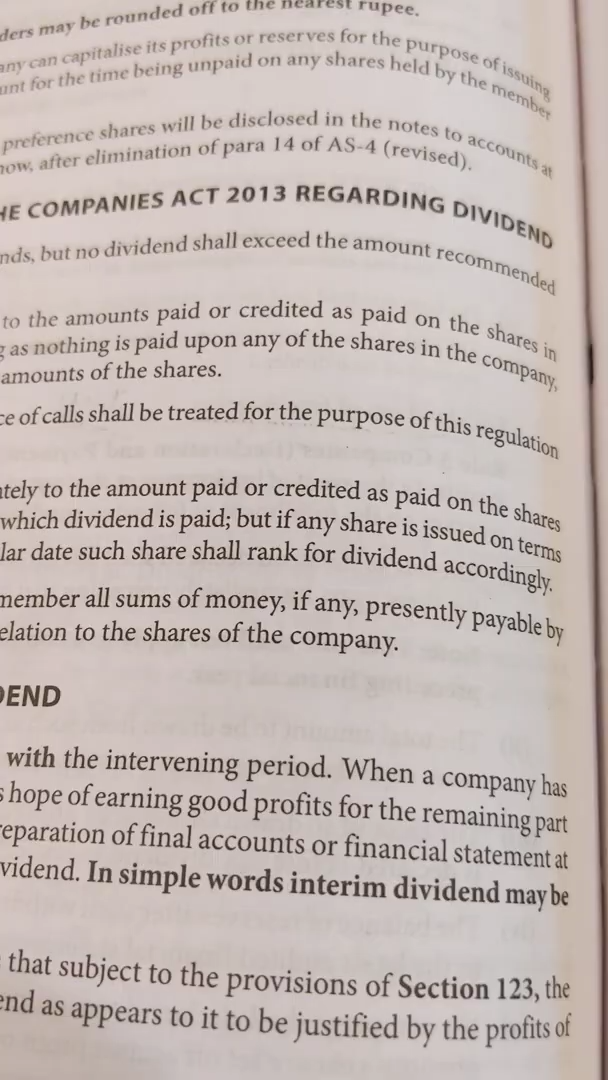 ders may be rounded off to the nearest rupee.
any can capitalise its profits or reserves for the purpose of issuing
unt for the time being unpaid on any shares held by the member
preference shares will be disclosed in the notes to accounts at
now, after elimination of para 14 of AS-4 (revised).
HE COMPANIES ACT 2013 REGARDING DIVIDEND
nds, but no dividend shall exceed the amount recommended
to the amounts paid or credited as paid on the shares in
g as nothing is paid upon any of the shares in the company,
amounts of the shares.
ce of calls shall be treated for the purpose of this regulation
ately to the amount paid or credited as paid on the shares
which dividend is paid; but if any share is issued on terms
lar date such share shall rank for dividend accordingly.
member all sums of money, if any, presently payable by
elation to the shares of the company.
DEND
with the intervening period. When a company has
s hope of earning good profits for the remaining part
reparation of final accounts or financial statement at
vidend. In simple words interim dividend may be
that subject to the provisions of Section 123, the
end as appears to it to be justified by the profits of